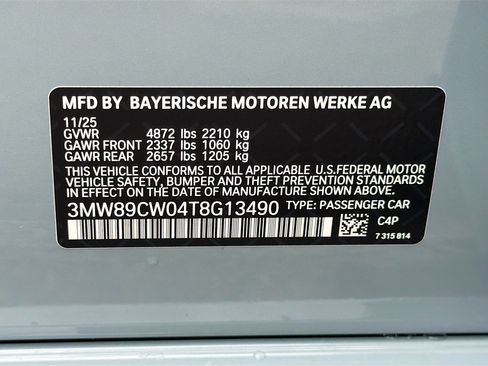 MFD BY BAYERISCHE MOTOREN WERKE AG
11/25
GVWR 4872 lbs 2210 kg
GAWR FRONT 2337 lbs 1060 kg
GAWR REAR 2657 lbs 1205 kg
THIS VEHICLE CONFORMS TO ALL APPLICABLE U.S.FEDERAL MOTOR
VEHICLE SAFETY, BUMPER, AND THEFT PREVENTION STANDARDS
IN EFFECT ON THE DATE OF MANUFACTURE SHOWN ABOVE.
3MW89CW04T8G13490 TYPE: PASSENGER CAR
C4P
7 315 814